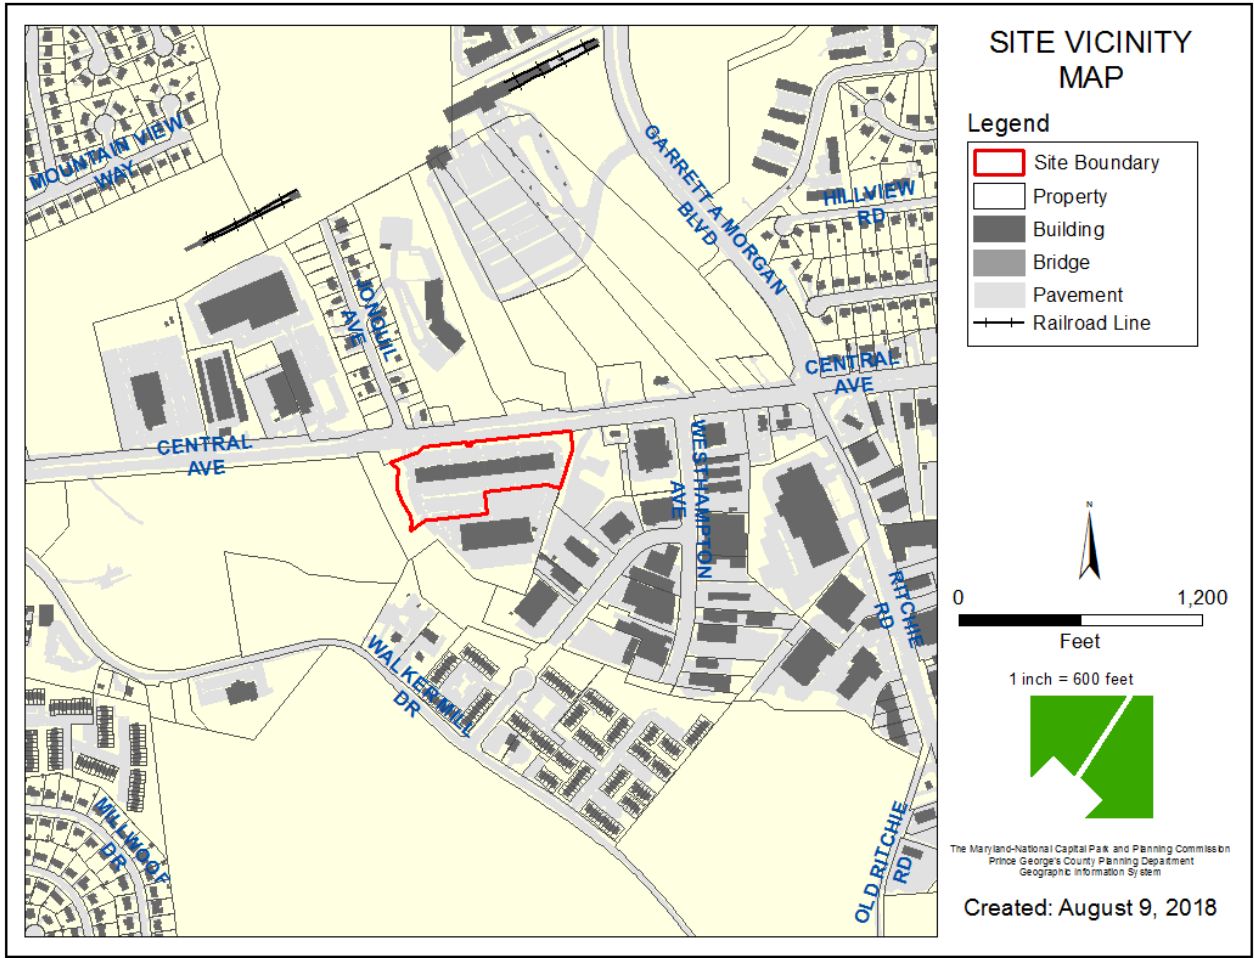 SITE VICINITY
MAP
Legend
Site Boundary
Property
Building
Bridge
Pavement
Railroad Line
MOUNTAIN VIEW
WAY
GARRETT A MORGAN
BLVD
HILLVIEW
RD
JONQUIL
AVE
CENTRAL
AVE
CENTRAL
AVE
WESTHAMPTON
AVE
RITCHIE
RD
WALKER MILL
DR
MILLWOOF
DR
OLD RITCHIE
RD
N
0 1,200
Feet
1 inch = 600 feet
The Maryland-National Capital Park and Planning Commission
Prince George's County Planning Department
Geographic Information System
Created: August 9, 2018